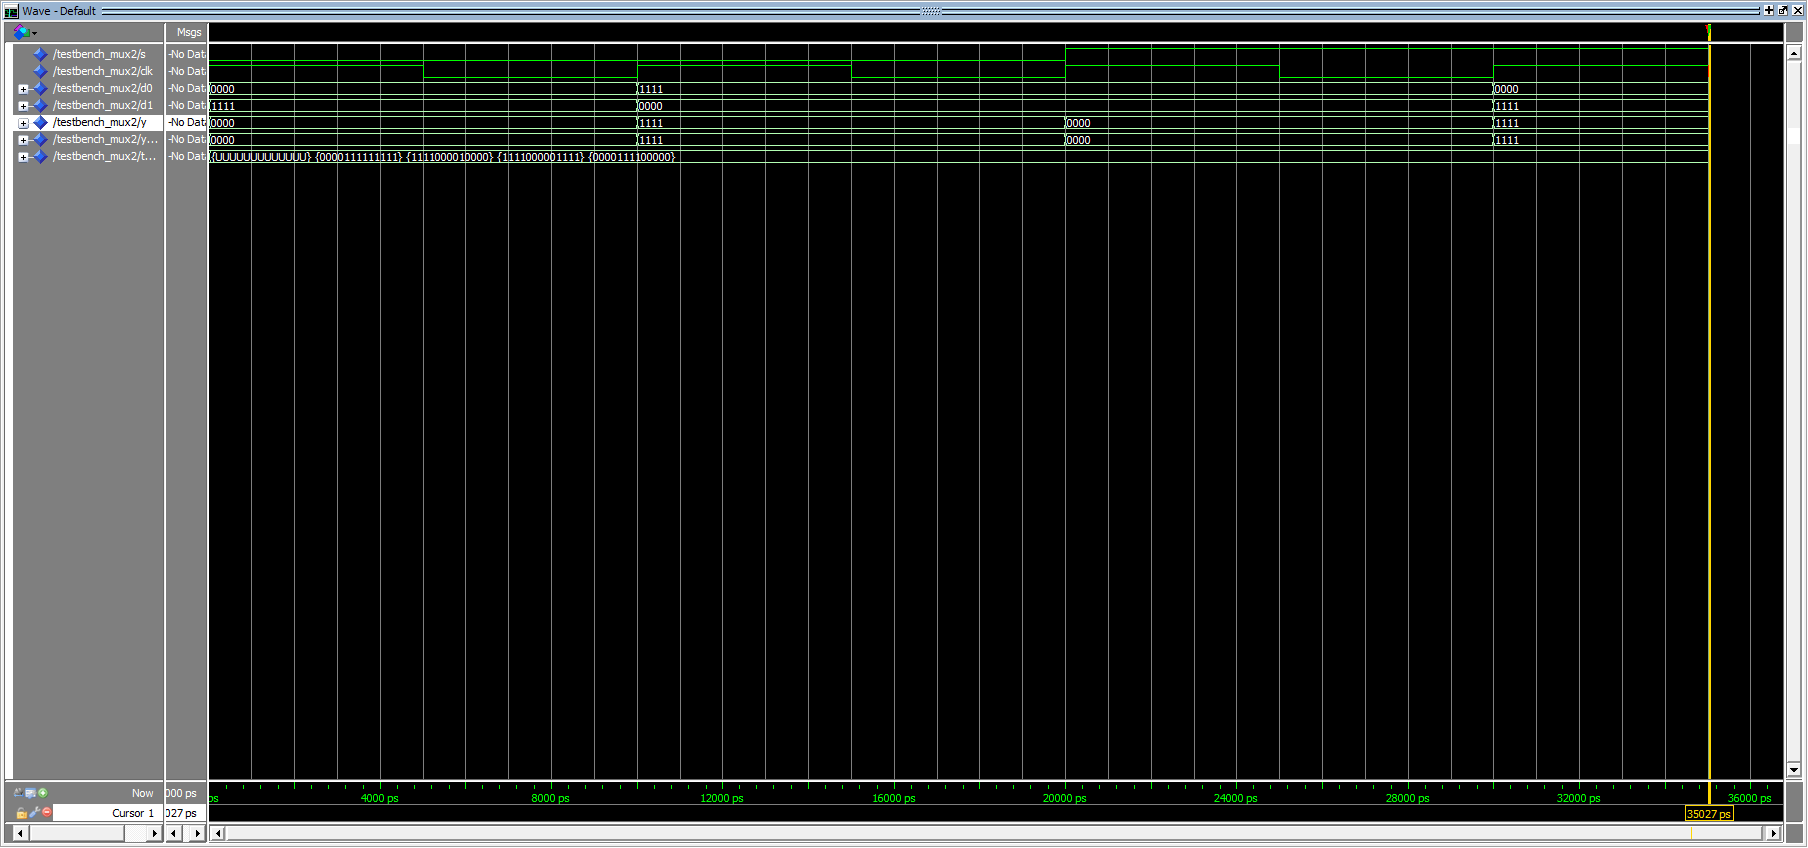 Wave - Default
Msgs
/testbench_mux2/s -No Dat
/testbench_mux2/clk -No Dat
/testbench_mux2/d0 -No Dat 0000 1111 0000
/testbench_mux2/d1 -No Dat 1111 0000 1111
/testbench_mux2/y -No Dat 0000 1111 0000 1111
/testbench_mux2/y... -No Dat 0000 1111 0000 1111
/testbench_mux2/t... -No Dat {UUUUUUUUUUUUU} {0000111111111} {1111000010000} {1111000001111} {0000111100000}
Now 000 ps ps 4000 ps 8000 ps 12000 ps 16000 ps 20000 ps 24000 ps 28000 ps 32000 ps 36000 ps
Cursor 1 027 ps 35027 ps